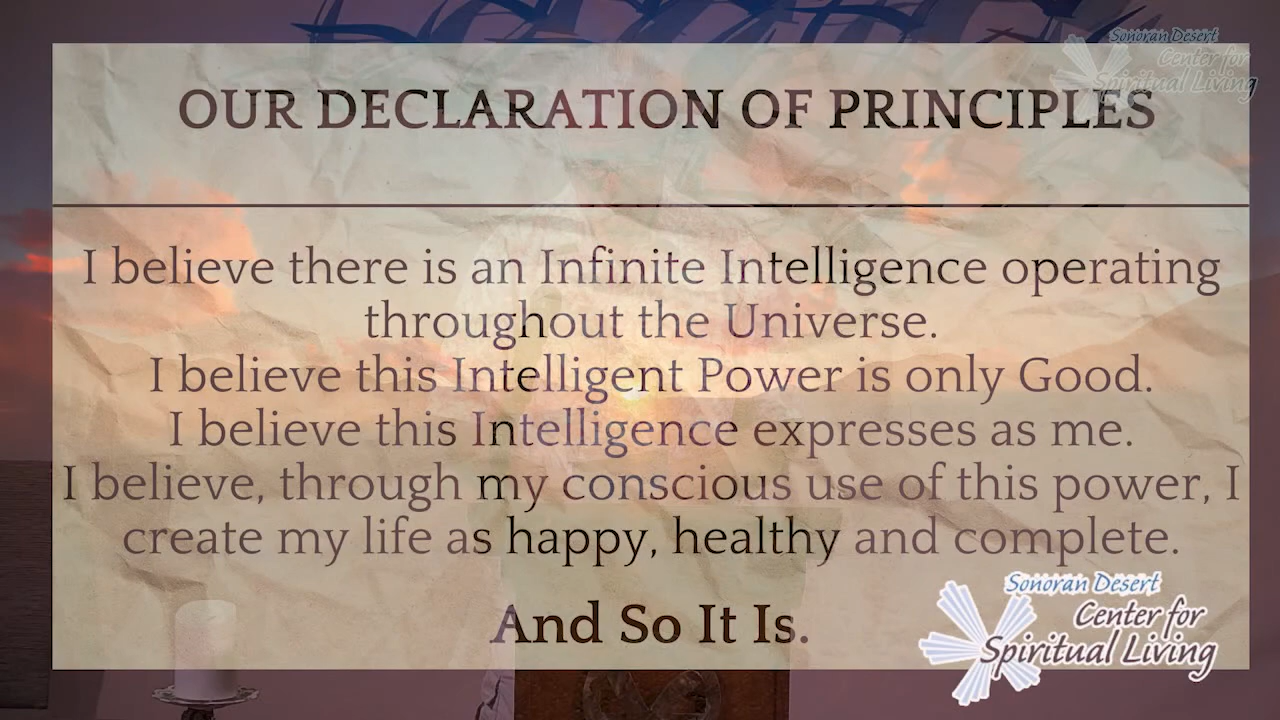 Sonoran Desert
Center for
Spiritual Living
OUR DECLARATION OF PRINCIPLES
I believe there is an Infinite Intelligence operating
throughout the Universe.
I believe this Intelligent Power is only Good.
I believe this Intelligence expresses as me.
I believe, through my conscious use of this power, I
create my life as happy, healthy and complete.
And So It Is.
Sonoran Desert
Center for
Spiritual Living